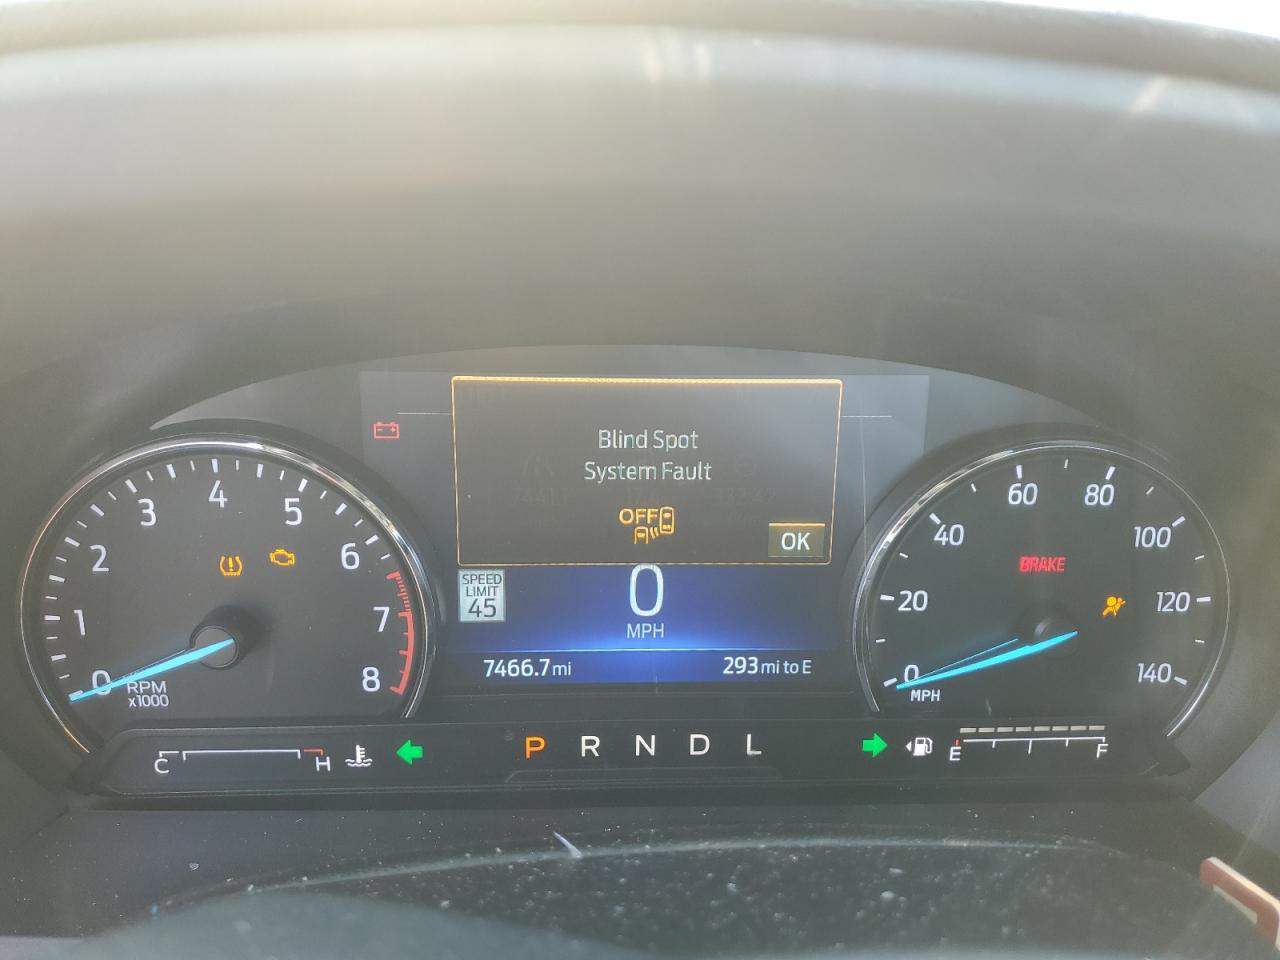 Blind Spot
System Fault
OFF
OK
SPEED
LIMIT
45
0
MPH
7466.7 mi
293 mi to E
0
1
2
3
4
5
6
7
8
RPM
x1000
BRAKE
0
20
40
60
80
100
120
140
MPH
C
H
P R N D L
E
F